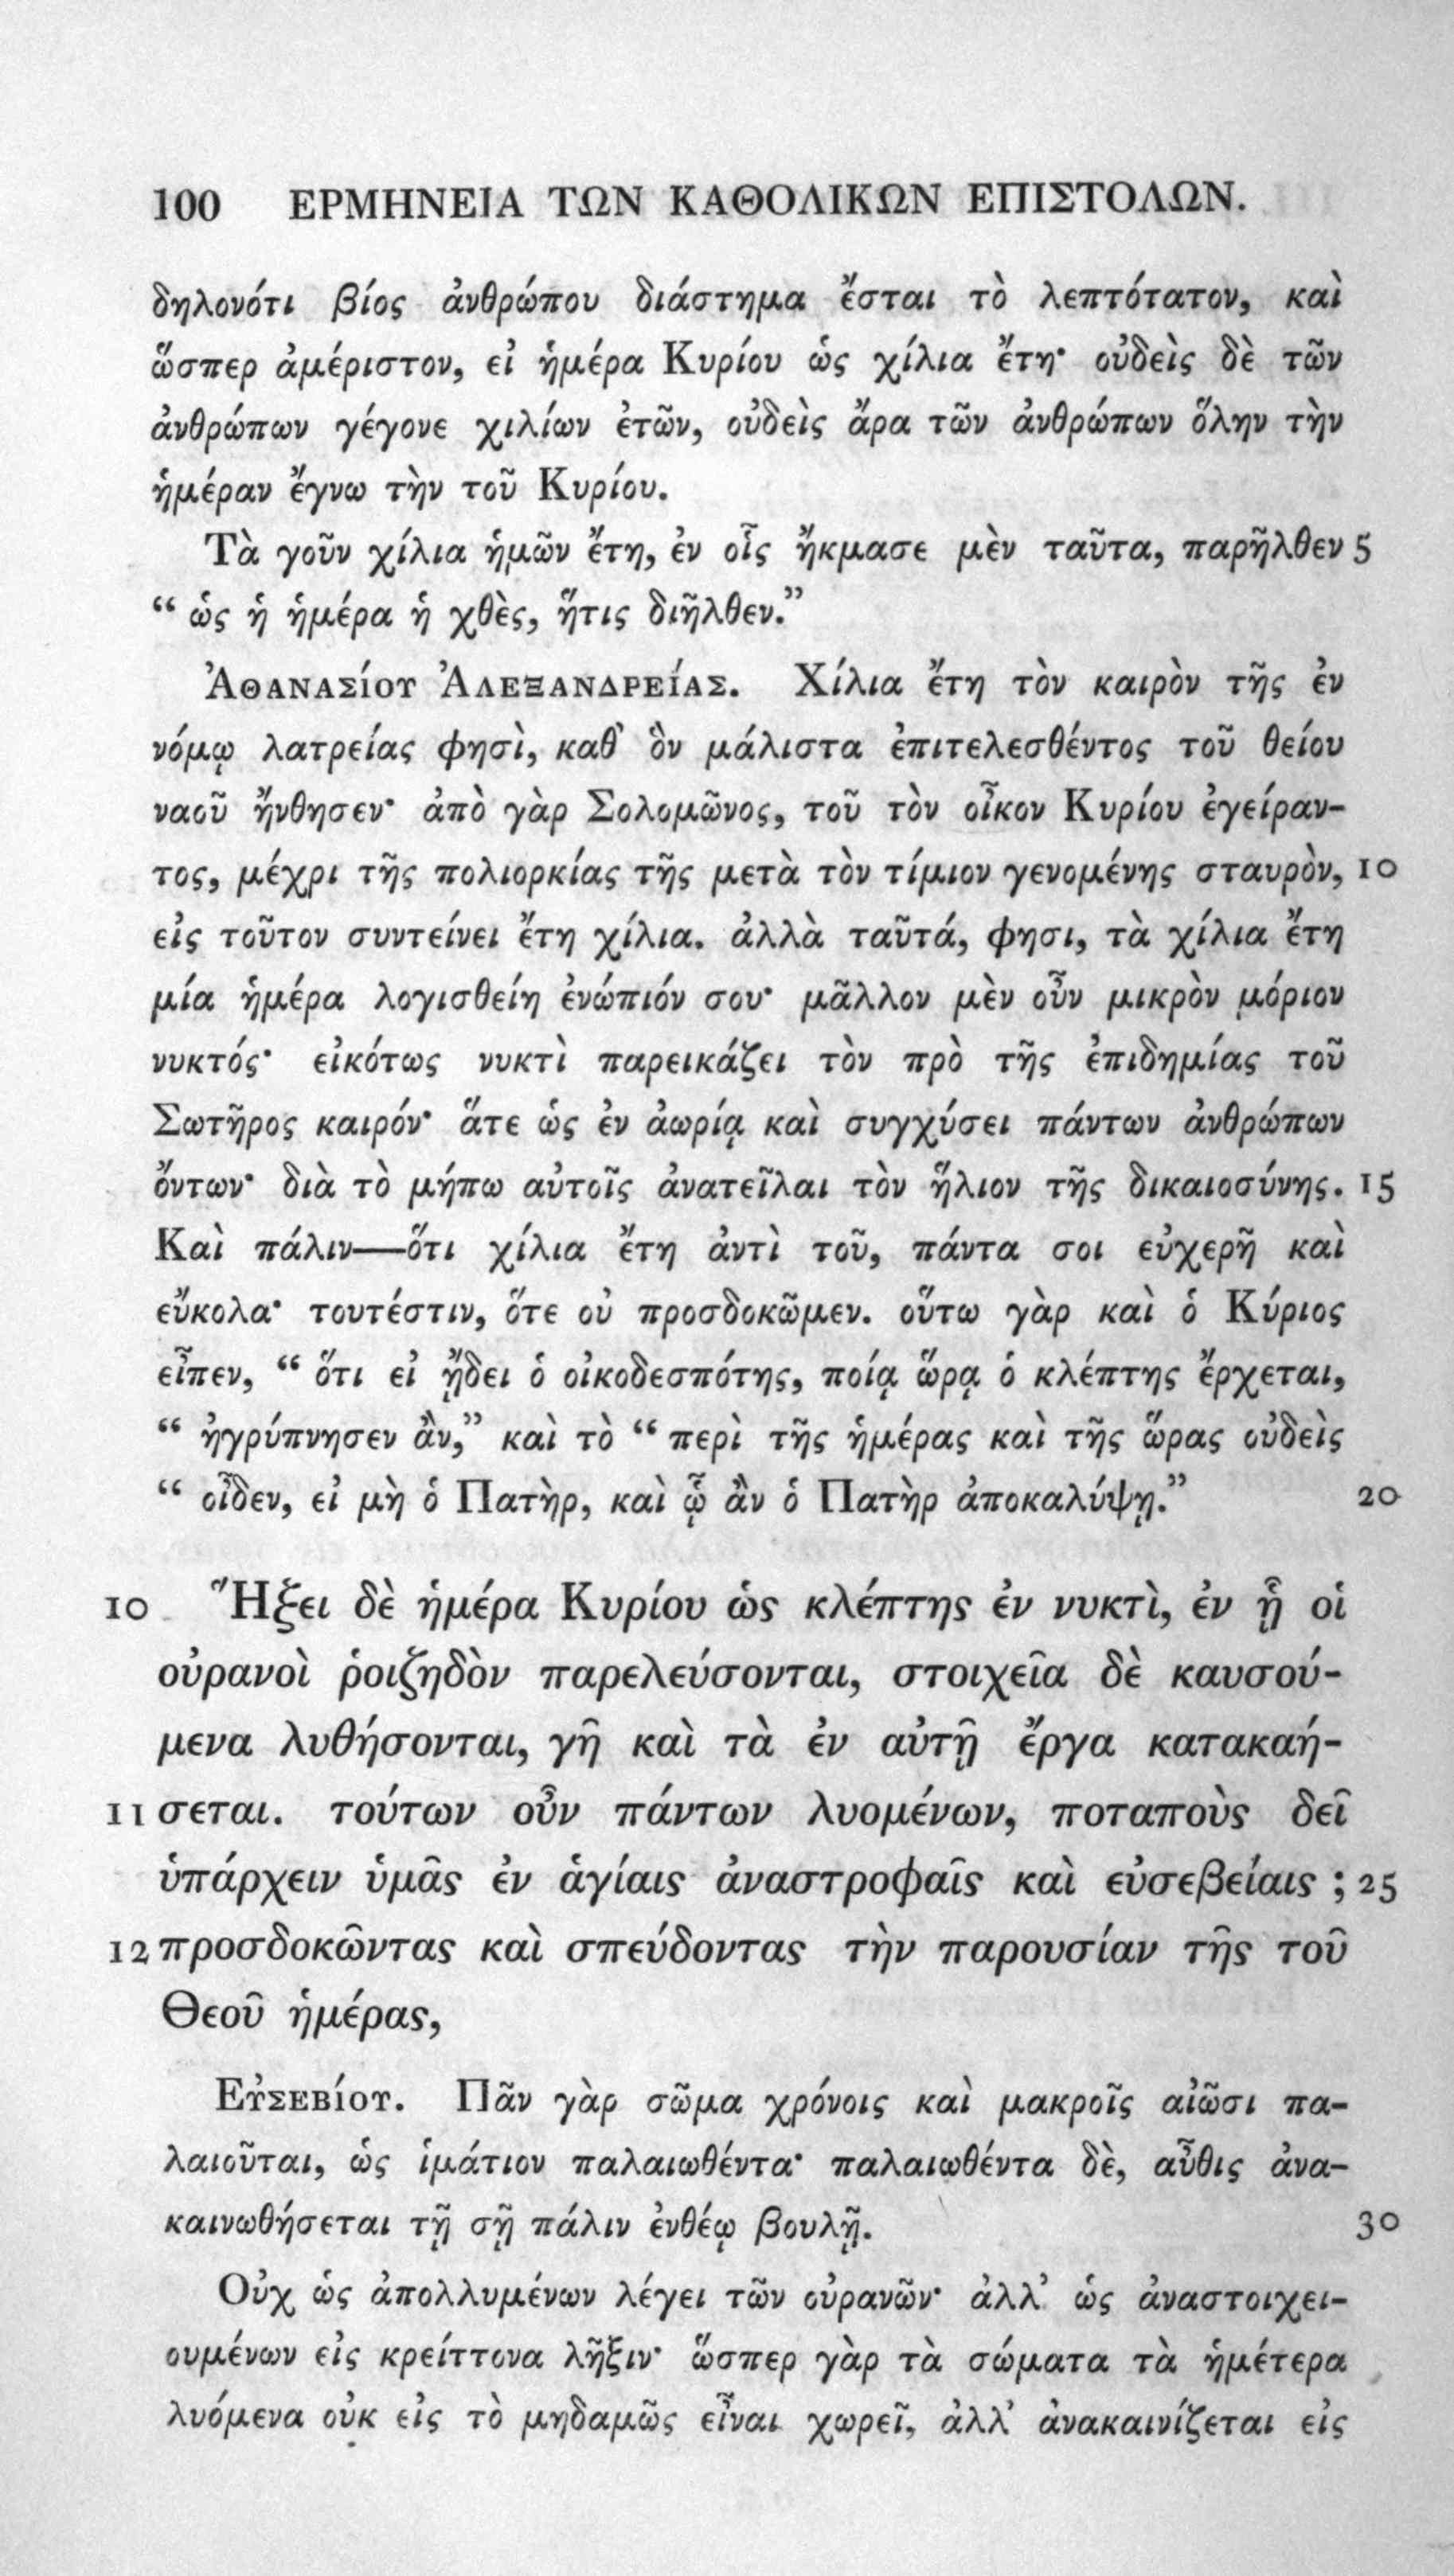 100 ΕΡΜΗΝΕΙΑ ΤΩΝ ΚΑΘΟΛΙΚΩΝ ΕΠΙΣΤΟΛΩΝ.
δηλονότι βίος ἀνθρώπου διάστημα ἔσται τὸ λεπτότατον, καὶ
ὥσπερ ἀμέριστον, εἰ ἡμέρα Κυρίου ὡς χίλια ἔτη· οὐδεὶς δὲ τῶν
ἀνθρώπων γέγονε χιλίων ἐτῶν, οὐδεὶς ἄρα τῶν ἀνθρώπων ὅλην τὴν
ἡμέραν ἔγνω τὴν τοῦ Κυρίου.
Τὰ γοῦν χίλια ἡμῶν ἔτη, ἐν οἷς ἤκμασε μὲν ταῦτα, παρῆλθεν 5
“ ὡς ἡ ἡμέρα ἡ χθὲς, ἥτις διῆλθεν.”
ἈΘΑΝΑΣίΟΥ ἈΛΕΞΑΝΔΡΕίΑΣ. Χίλια ἔτη τὸν καιρὸν τῆς ἐν
νόμῳ λατρείας φησὶ, καθ᾽ ὃν μάλιστα ἐπιτελεσθέντος τοῦ θείου
ναοῦ ἤνθησεν· ἀπὸ γὰρ Σολομῶνος, τοῦ τὸν οἶκον Κυρίου ἐγείραν-
τος, μέχρι τῆς πολιορκίας τῆς μετὰ τὸν τίμιον γενομένης σταυρὸν, 10
εἰς τοῦτον συντείνει ἔτη χίλια. ἀλλὰ ταῦτά, φησι, τὰ χίλια ἔτη
μία ἡμέρα λογισθείη ἐνώπιόν σου· μᾶλλον μὲν οὖν μικρὸν μόριον
νυκτός· εἰκότως νυκτὶ παρεικάζει τὸν πρὸ τῆς ἐπιδημίας τοῦ
Σωτῆρος καιρόν· ἅτε ὡς ἐν ἀωρίᾳ καὶ συγχύσει πάντων ἀνθρώπων
ὄντων· διὰ τὸ μήπω αὐτοῖς ἀνατεῖλαι τὸν ἥλιον τῆς δικαιοσύνης. 15
Καὶ πάλιν—ὅτι χίλια ἔτη ἀντὶ τοῦ, πάντα σοι εὐχερῆ καὶ
εὔκολα· τουτέστιν, ὅτε οὐ προσδοκῶμεν. οὕτω γὰρ καὶ ὁ Κύριος
εἶπεν, “ ὅτι εἰ ᾔδει ὁ οἰκοδεσπότης, ποίᾳ ὥρᾳ ὁ κλέπτης ἔρχεται,
“ ἠγρύπνησεν ἂν,” καὶ τὸ “ περὶ τῆς ἡμέρας καὶ τῆς ὥρας οὐδεὶς
“ οἶδεν, εἰ μὴ ὁ Πατὴρ, καὶ ᾧ ἂν ὁ Πατὴρ ἀποκαλύψῃ.” 20
10 Ἥξει δὲ ἡμέρα Κυρίου ὡς κλέπτης ἐν νυκτὶ, ἐν ᾗ οἱ
οὐρανοὶ ῥοιζηδὸν παρελεύσονται, στοιχεῖα δὲ καυσού-
μενα λυθήσονται, γῆ καὶ τὰ ἐν αὐτῇ ἔργα κατακαή-
11 σεται. τούτων οὖν πάντων λυομένων, ποταποὺς δεῖ
ὑπάρχειν ὑμᾶς ἐν ἁγίαις ἀναστροφαῖς καὶ εὐσεβείαις ; 25
12 προσδοκῶντας καὶ σπεύδοντας τὴν παρουσίαν τῆς τοῦ
Θεοῦ ἡμέρας,
ΕὐΣΕΒίΟΥ. Πᾶν γὰρ σῶμα χρόνοις καὶ μακροῖς αἰῶσι πα-
λαιοῦται, ὡς ἱμάτιον παλαιωθέντα· παλαιωθέντα δὲ, αὖθις ἀνα-
καινωθήσεται τῇ σῇ πάλιν ἐνθέῳ βουλῇ. 30
Οὐχ ὡς ἀπολλυμένων λέγει τῶν οὐρανῶν· ἀλλ᾽ ὡς ἀναστοιχει-
ουμένων εἰς κρείττονα λῆξιν· ὥσπερ γὰρ τὰ σώματα τὰ ἡμέτερα
λυόμενα οὐκ εἰς τὸ μηδαμῶς εἶναι χωρεῖ, ἀλλ᾽ ἀνακαινίζεται εἰς